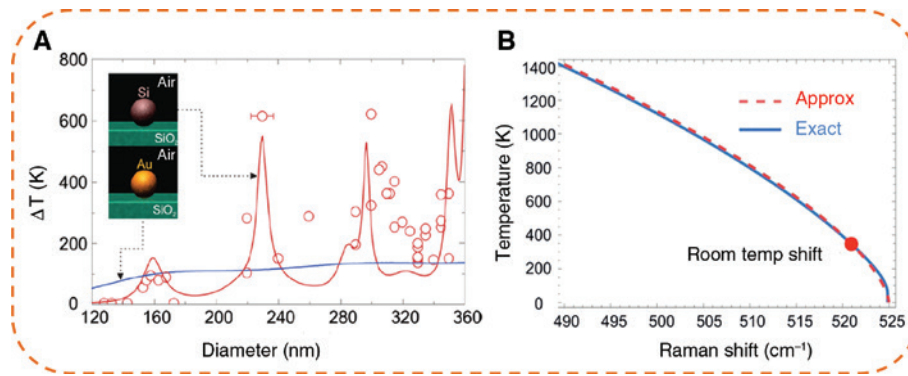 A
800
600
400
200
0
ΔT (K)
Air
Si
SiO₂
Air
Au
SiO₂
120 160 200 240 280 320 360
Diameter (nm)
B
1400
1200
1000
800
600
400
200
0
Temperature (K)
Approx
Exact
Room temp shift
490 495 500 505 510 515 520 525
Raman shift (cm⁻¹)